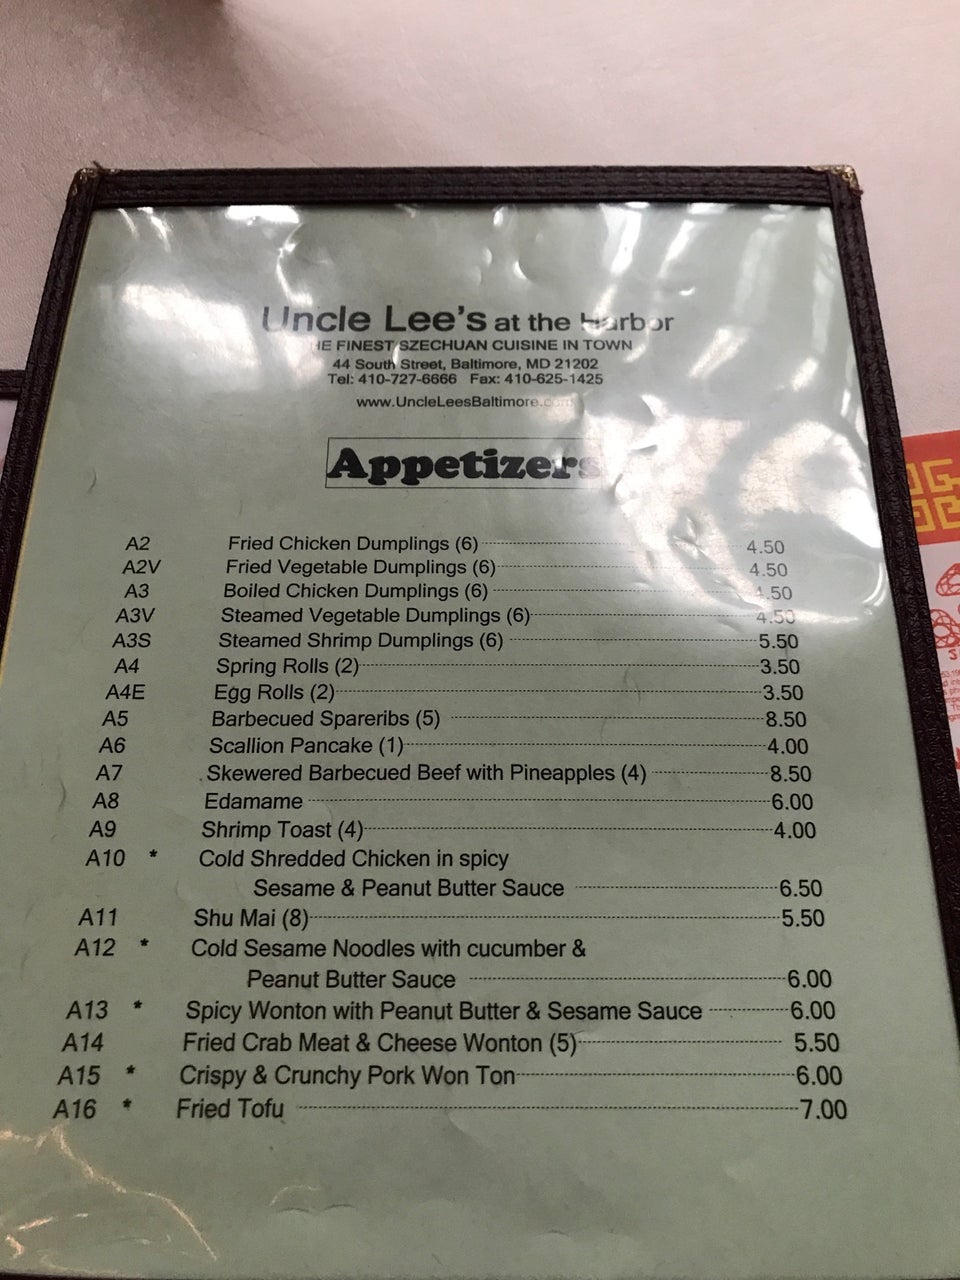 Uncle Lee's at the Harbor
THE FINEST SZECHUAN CUISINE IN TOWN
44 South Street, Baltimore, MD 21202
Tel: 410-727-6666 Fax: 410-625-1425
www.UncleLeesBaltimore.com
Appetizers
A2 Fried Chicken Dumplings (6) 4.50
A2V Fried Vegetable Dumplings (6) 4.50
A3 Boiled Chicken Dumplings (6) 4.50
A3V Steamed Vegetable Dumplings (6) 4.50
A3S Steamed Shrimp Dumplings (6) 5.50
A4 Spring Rolls (2) 3.50
A4E Egg Rolls (2) 3.50
A5 Barbecued Spareribs (5) 8.50
A6 Scallion Pancake (1) 4.00
A7 Skewered Barbecued Beef with Pineapples (4) 8.50
A8 Edamame 6.00
A9 Shrimp Toast (4) 4.00
A10 * Cold Shredded Chicken in spicy
Sesame & Peanut Butter Sauce 6.50
A11 Shu Mai (8) 5.50
A12 * Cold Sesame Noodles with cucumber &
Peanut Butter Sauce 6.00
A13 * Spicy Wonton with Peanut Butter & Sesame Sauce 6.00
A14 Fried Crab Meat & Cheese Wonton (5) 5.50
A15 * Crispy & Crunchy Pork Won Ton 6.00
A16 * Fried Tofu 7.00